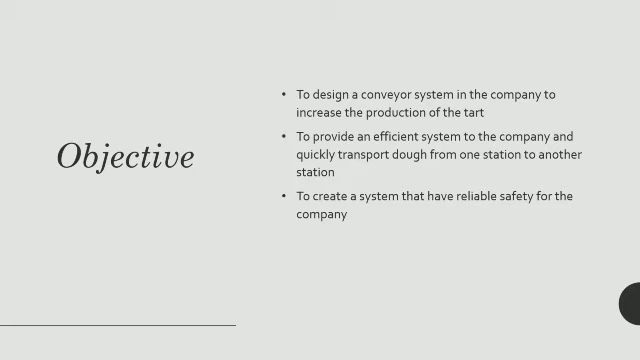 Objective
• To design a conveyor system in the company to
increase the production of the tart
• To provide an efficient system to the company and
quickly transport dough from one station to another
station
• To create a system that have reliable safety for the
company